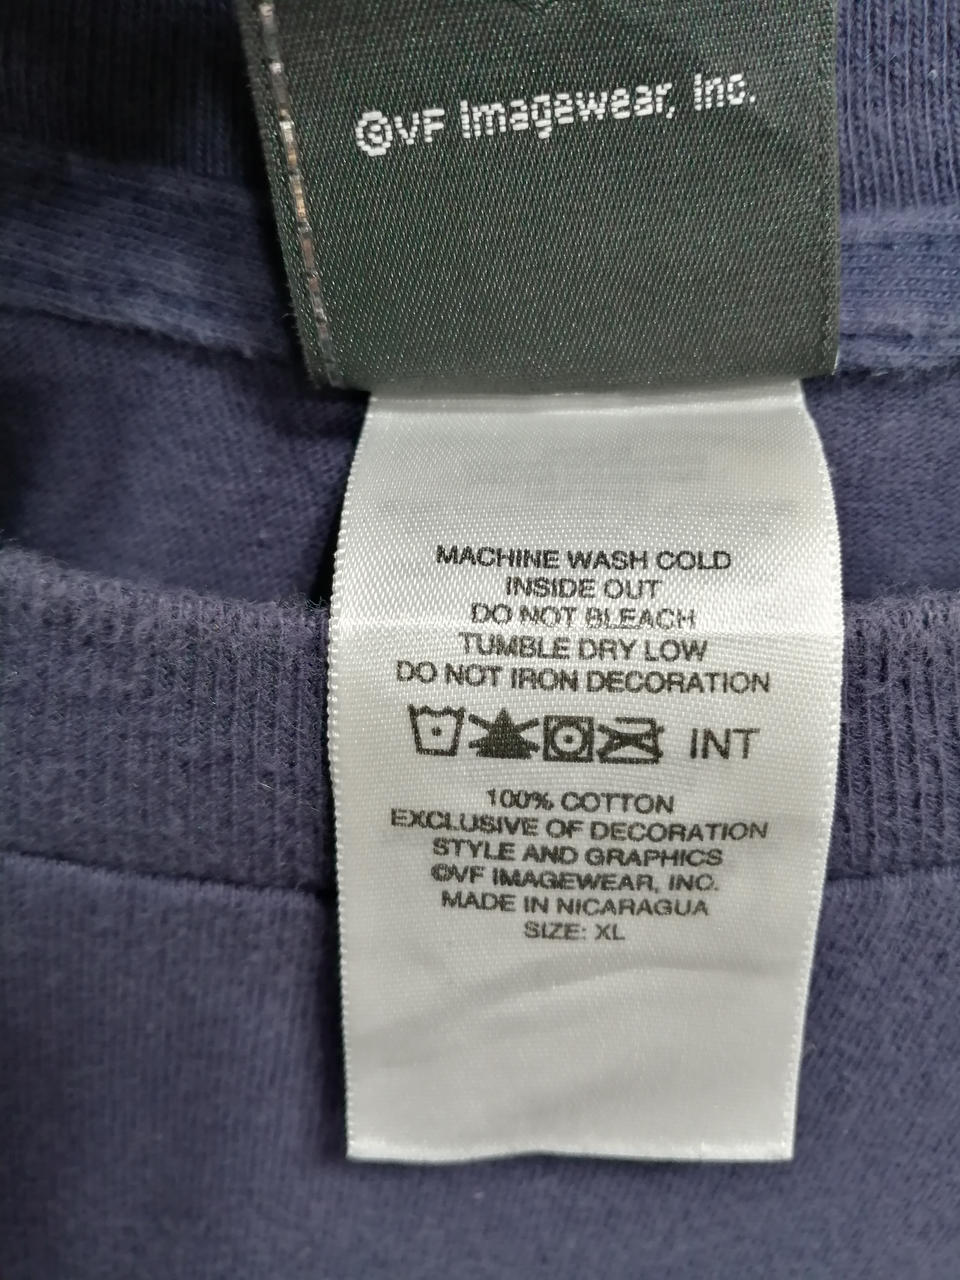 ©VF Imagewear, Inc.
MACHINE WASH COLD
INSIDE OUT
DO NOT BLEACH
TUMBLE DRY LOW
DO NOT IRON DECORATION
INT
100% COTTON
EXCLUSIVE OF DECORATION
STYLE AND GRAPHICS
©VF IMAGEWEAR, INC.
MADE IN NICARAGUA
SIZE: XL